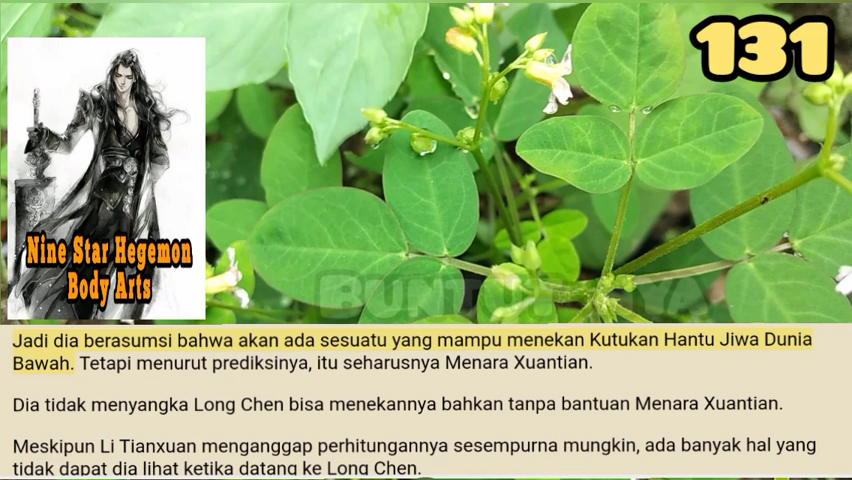 131
Nine Star Hegemon
Body Arts
Jadi dia berasumsi bahwa akan ada sesuatu yang mampu menekan Kutukan Hantu Jiwa Dunia
Bawah. Tetapi menurut prediksinya, itu seharusnya Menara Xuantian.
Dia tidak menyangka Long Chen bisa menekannya bahkan tanpa bantuan Menara Xuantian.
Meskipun Li Tianxuan menganggap perhitungannya sesempurna mungkin, ada banyak hal yang
tidak dapat dia lihat ketika datang ke Long Chen.